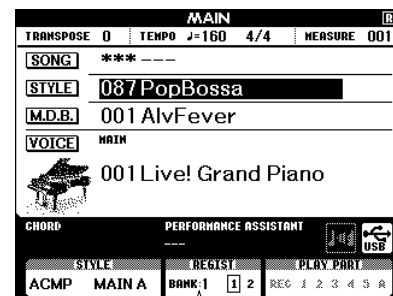 MAIN R
TRANSPOSE 0 TEMPO ♩=160 4/4 MEASURE 001
SONG *** ---
STYLE 087 PopBossa
M.D.B. 001 AlvFever
VOICE MAIN
001 Live! Grand Piano
CHORD PERFORMANCE ASSISTANT
---
USB
STYLE REGIST PLAY PART
ACMP MAIN A BANK:1 1 2 REC 1 2 3 4 5 A